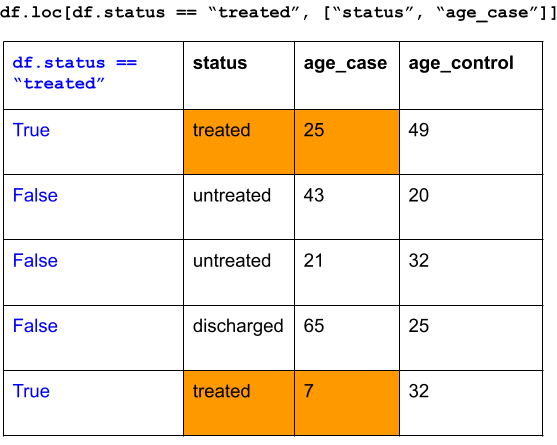 df.loc[df.status == “treated”, [“status”, “age_case”]]
df.status == status age_case age_control
“treated”
True treated 25 49
False untreated 43 20
False untreated 21 32
False discharged 65 25
True treated 7 32